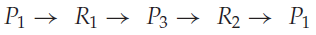 P₁ → R₁ → P₃ → R₂ → P₁